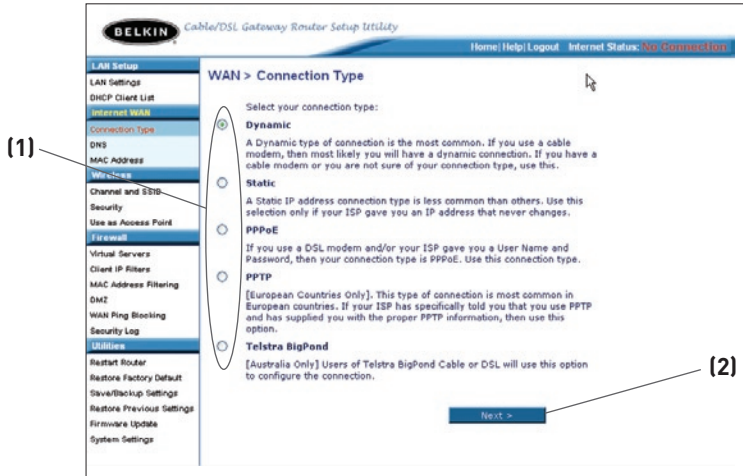 BELKIN Cable/DSL Gateway Router Setup Utility
Home| Help| Logout Internet Status: No Connection
LAN Setup
LAN Settings
DHCP Client List
Internet WAN
Connection Type
DNS
MAC Address
Wireless
Channel and SSID
Security
Use as Access Point
Firewall
Virtual Servers
Client IP Filters
MAC Address Filtering
DMZ
WAN Ping Blocking
Security Log
Utilities
Restart Router
Restore Factory Default
Save/Backup Settings
Restore Previous Settings
Firmware Update
System Settings
WAN > Connection Type
Select your connection type:
(1)
Dynamic
A Dynamic type of connection is the most common. If you use a cable
modem, then most likely you will have a dynamic connection. If you have a
cable modem or you are not sure of your connection type, use this.
Static
A Static IP address connection type is less common than others. Use this
selection only if your ISP gave you an IP address that never changes.
PPPoE
If you use a DSL modem and/or your ISP gave you a User Name and
Password, then your connection type is PPPoE. Use this connection type.
PPTP
[European Countries Only]. This type of connection is most common in
European countries. If your ISP has specifically told you that you use PPTP
and has supplied you with the proper PPTP information, then use this
option.
Telstra BigPond
[Australia Only] Users of Telstra BigPond Cable or DSL will use this option
to configure the connection.
(2)
Next >